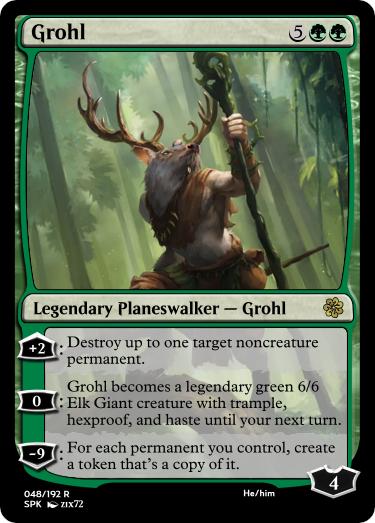 Grohl 5
Legendary Planeswalker — Grohl
+2 : Destroy up to one target noncreature
permanent.
0 : Grohl becomes a legendary green 6/6
Elk Giant creature with trample,
hexproof, and haste until your next turn.
-9 : For each permanent you control, create
a token that's a copy of it.
4
048/192 R
SPK zix72
He/him